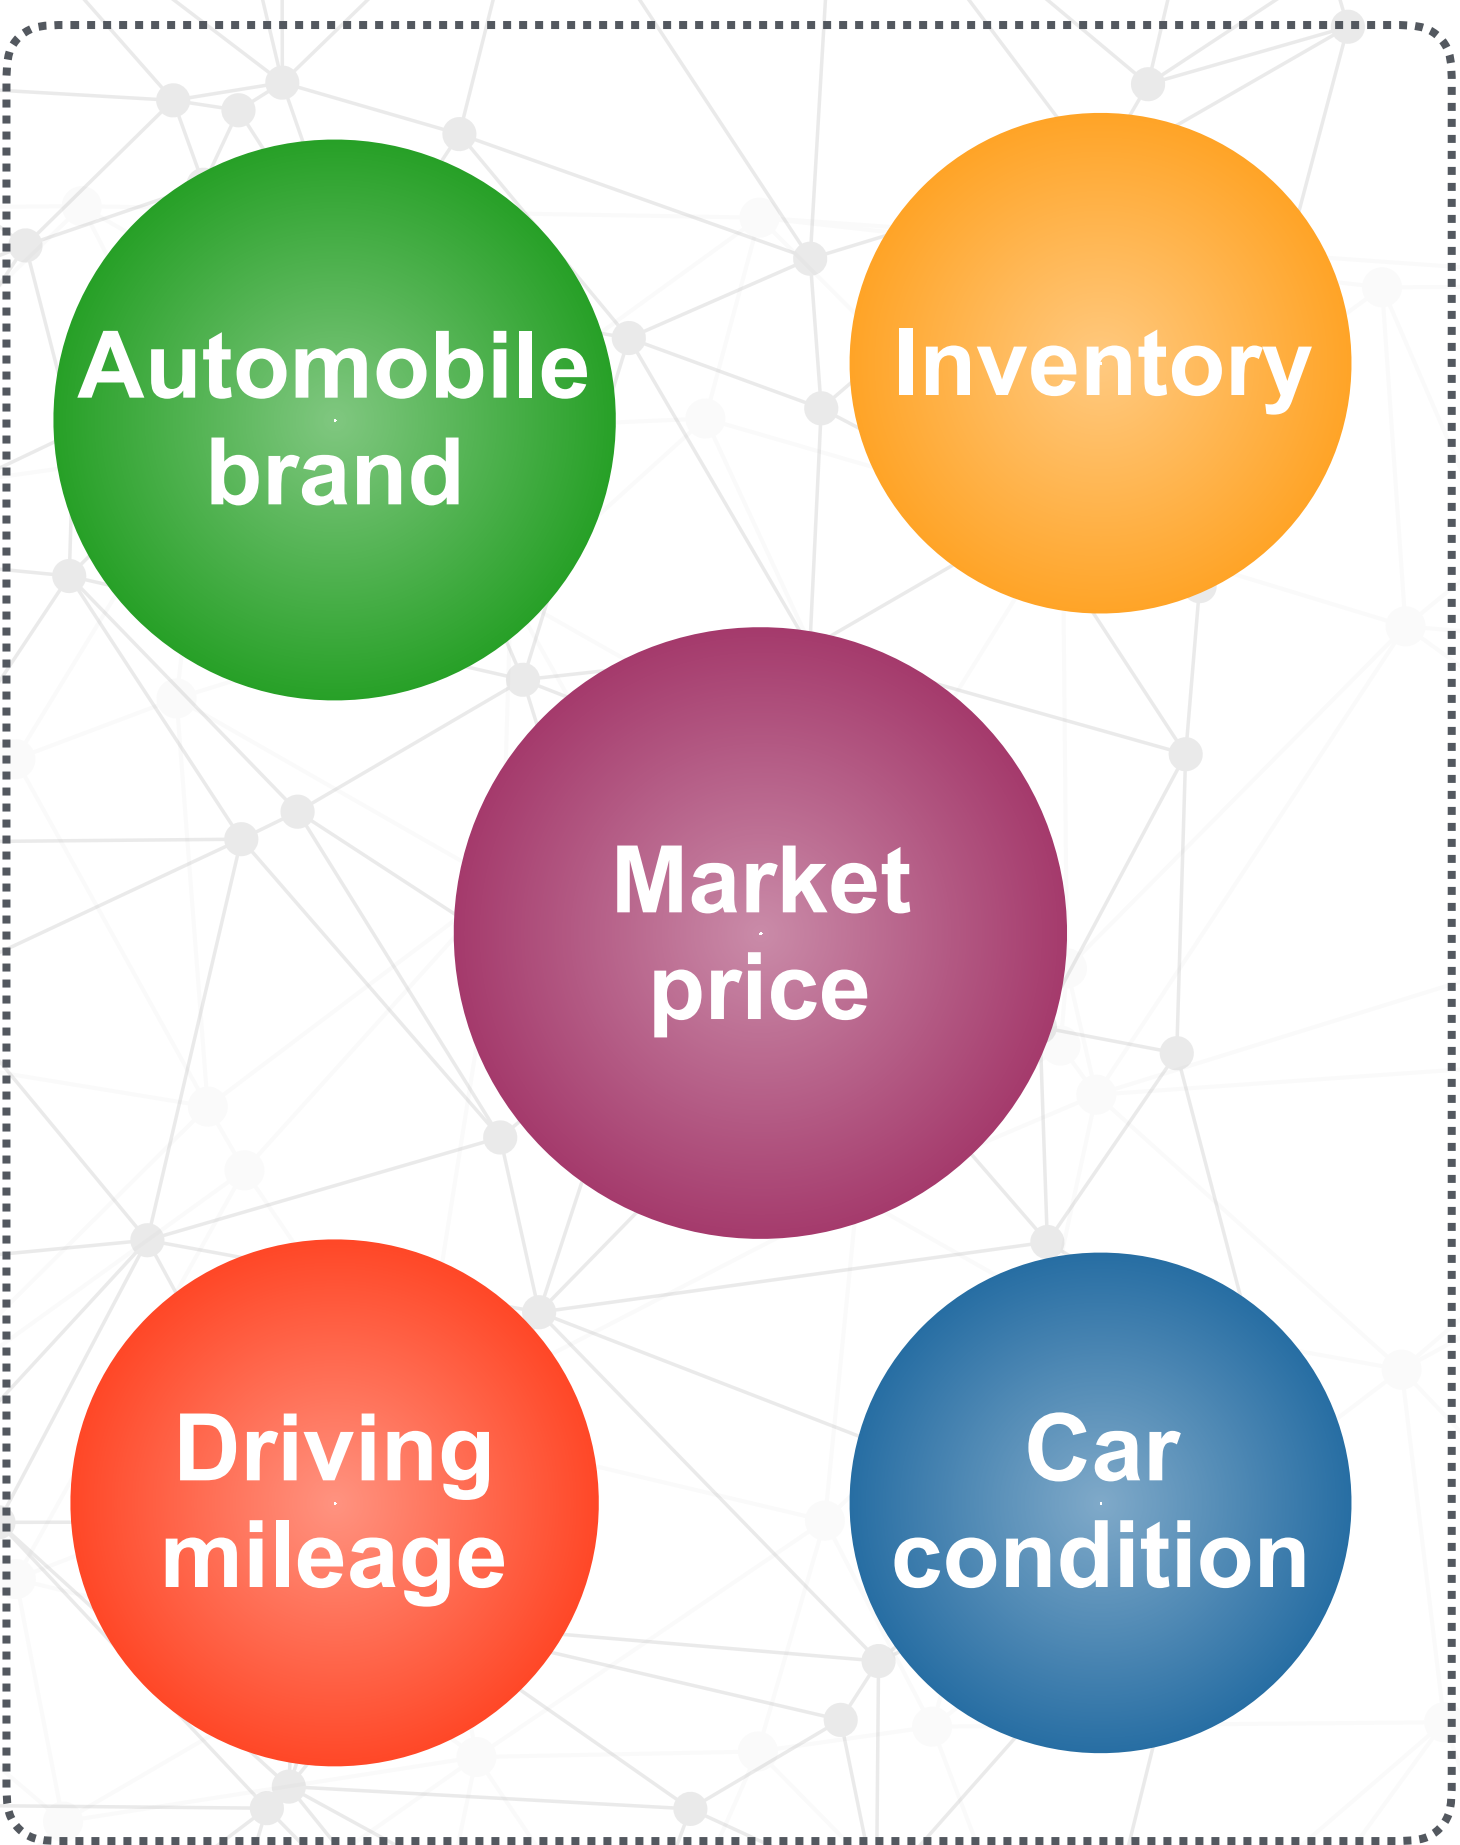 Automobile
brand
Inventory
Market
price
Driving
mileage
Car
condition